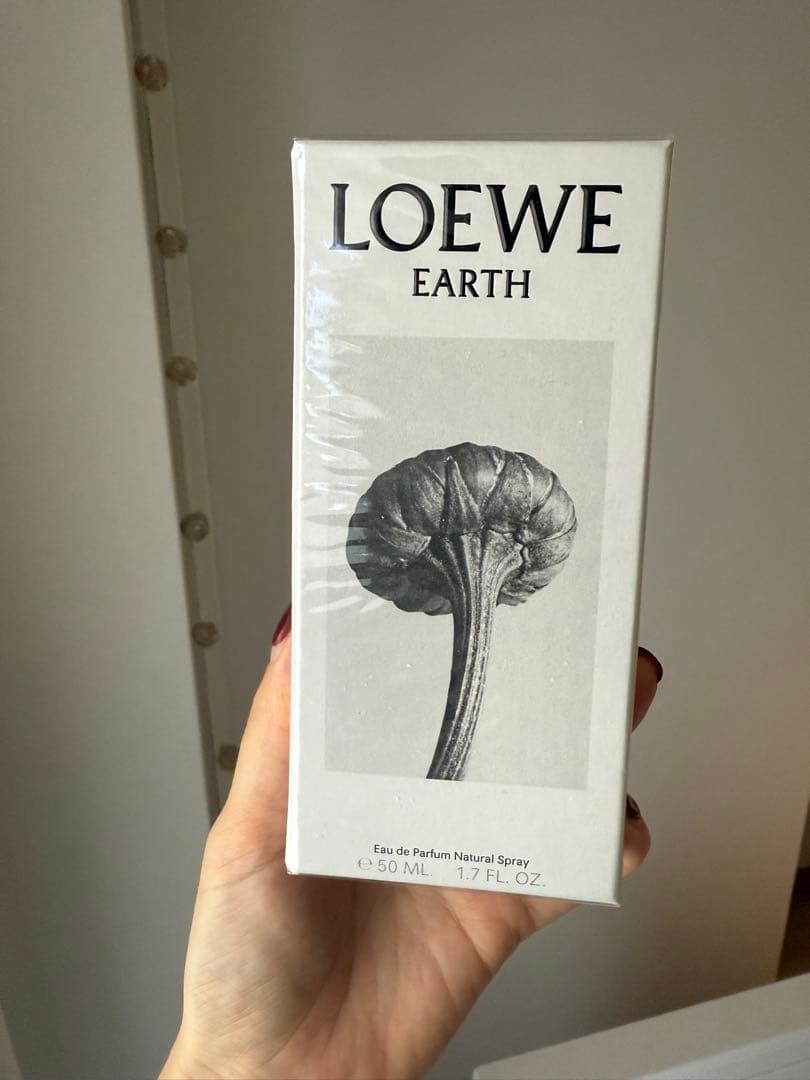 LOEWE
EARTH
Eau de Parfum Natural Spray
℮ 50 ML. 1.7 FL. OZ.